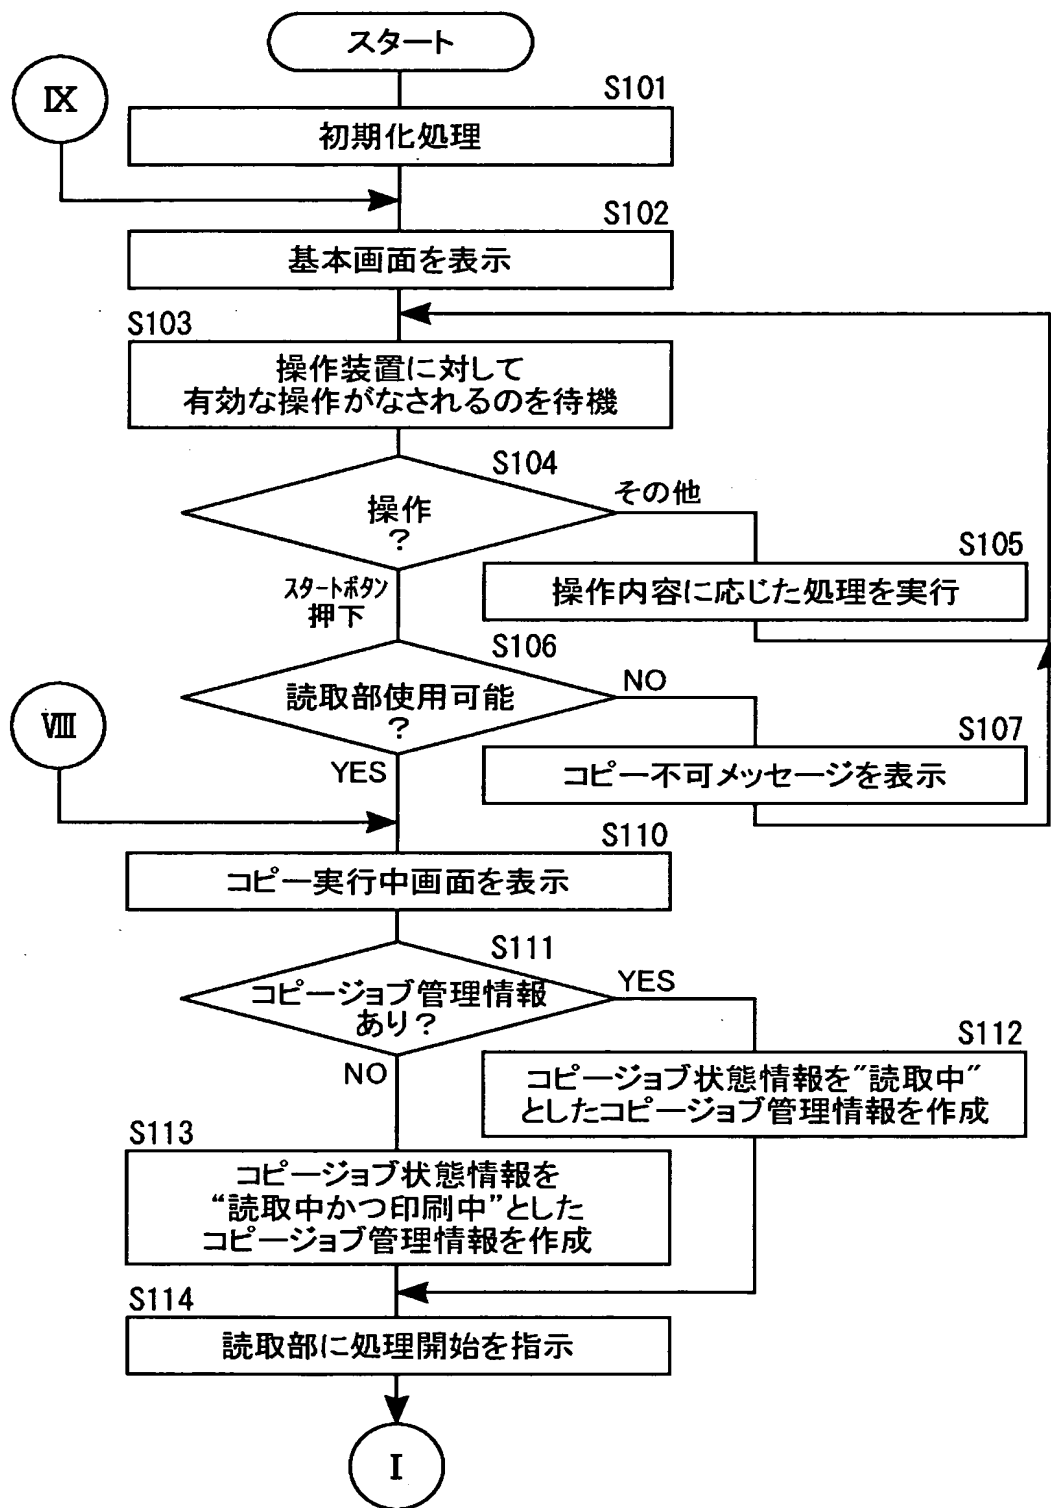 スタート
IX
S101
初期化処理
S102
基本画面を表示
S103
操作装置に対して
有効な操作がなされるのを待機
S104
操作
?
その他
S105
操作内容に応じた処理を実行
スタートボタン
押下
S106
読取部使用可能
?
NO
VIII
S107
コピー不可メッセージを表示
YES
S110
コピー実行中画面を表示
S111
コピージョブ管理情報
あり?
YES
S112
コピージョブ状態情報を"読取中"
としたコピージョブ管理情報を作成
NO
S113
コピージョブ状態情報を
“読取中かつ印刷中”とした
コピージョブ管理情報を作成
S114
読取部に処理開始を指示
I